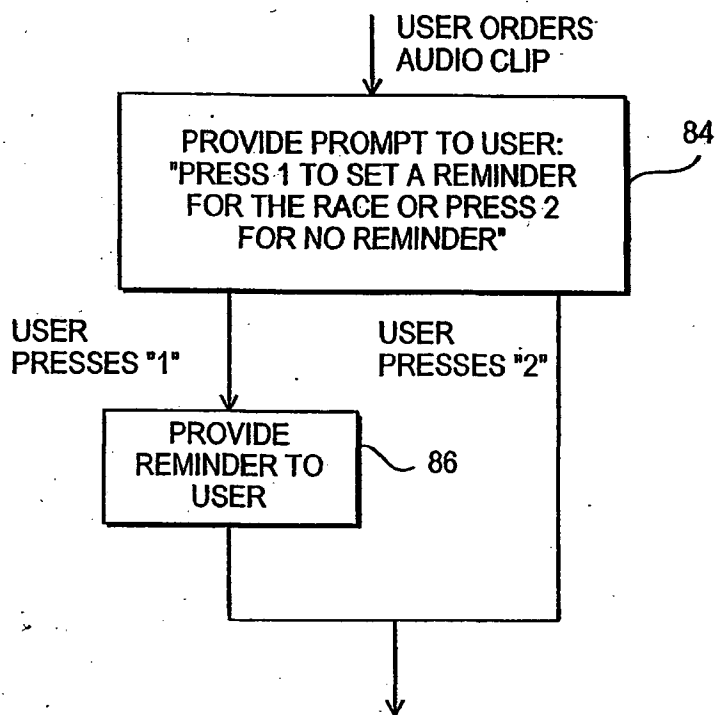 USER ORDERS
AUDIO CLIP
PROVIDE PROMPT TO USER:
"PRESS 1 TO SET A REMINDER
FOR THE RACE OR PRESS 2
FOR NO REMINDER"
84
USER
PRESSES "1"
USER
PRESSES "2"
PROVIDE
REMINDER TO
USER
86